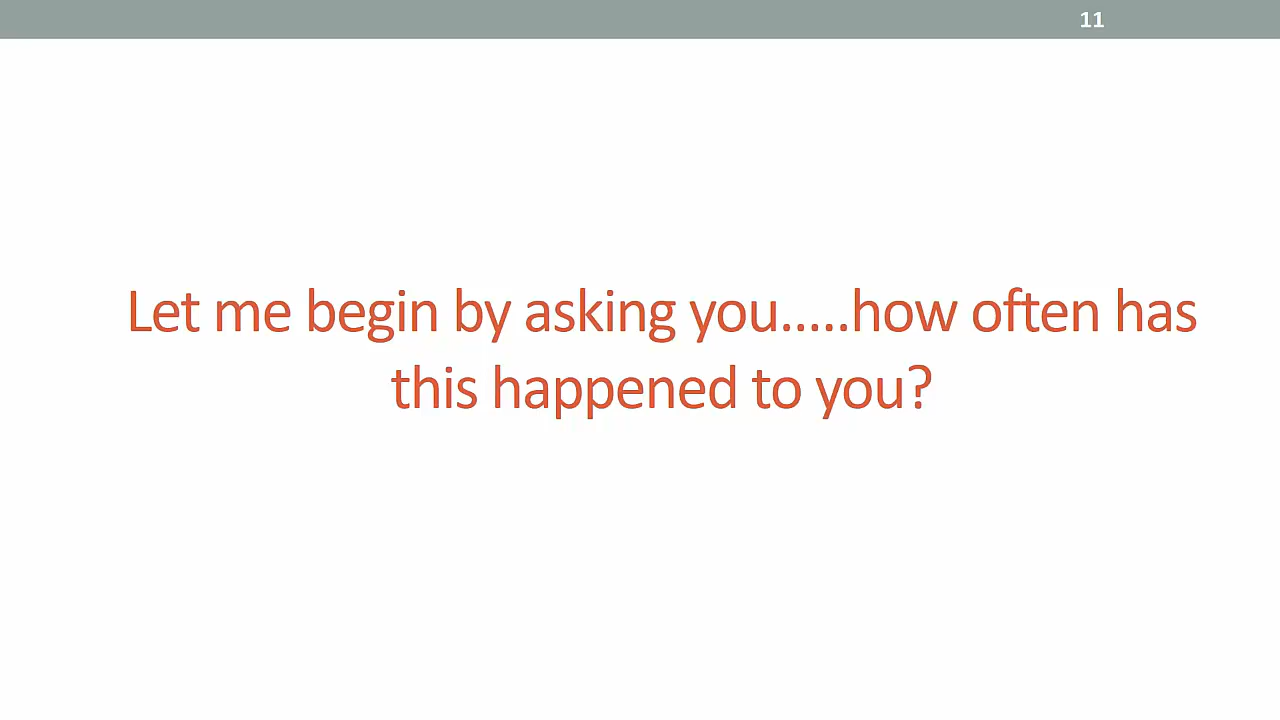 11
Let me begin by asking you.....how often has
this happened to you?